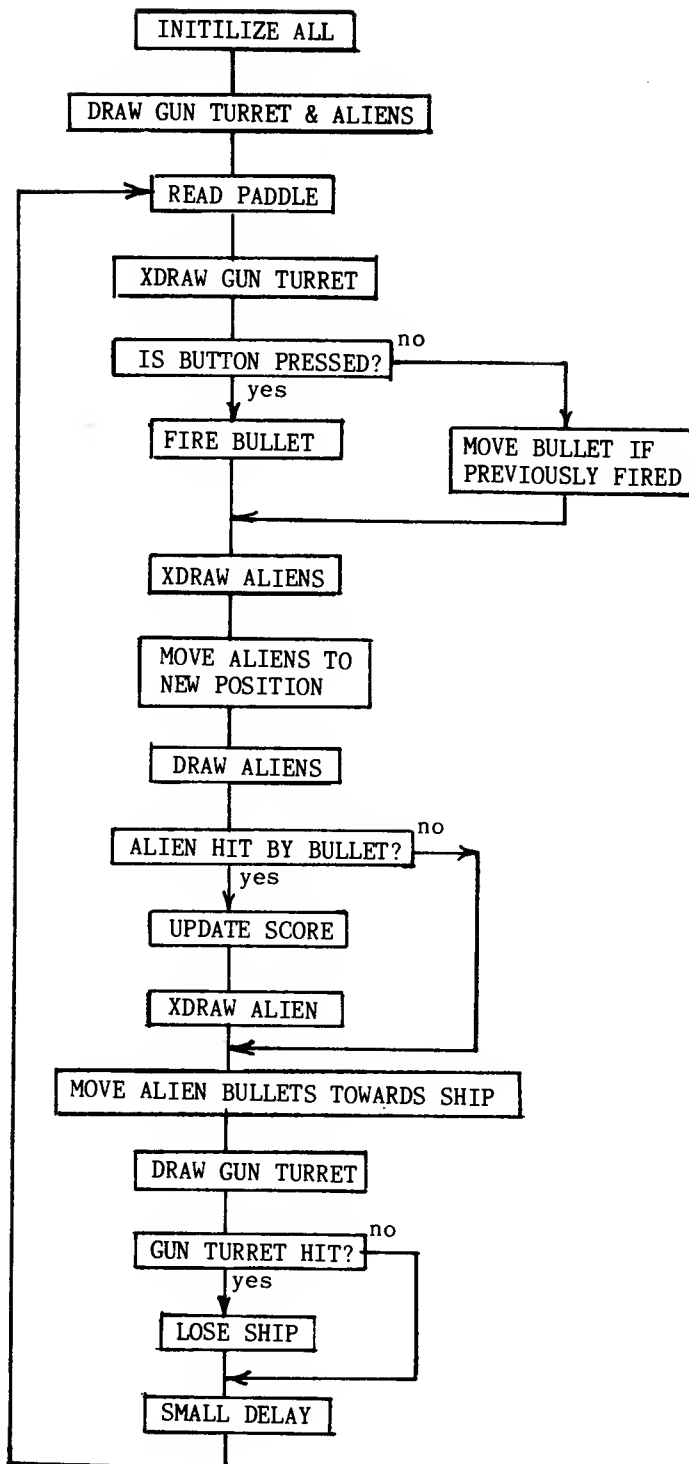 INITILIZE ALL
DRAW GUN TURRET & ALIENS
READ PADDLE
XDRAW GUN TURRET
IS BUTTON PRESSED?
no
yes
FIRE BULLET
MOVE BULLET IF
PREVIOUSLY FIRED
XDRAW ALIENS
MOVE ALIENS TO
NEW POSITION
DRAW ALIENS
ALIEN HIT BY BULLET?
no
yes
UPDATE SCORE
XDRAW ALIEN
MOVE ALIEN BULLETS TOWARDS SHIP
DRAW GUN TURRET
GUN TURRET HIT?
no
yes
LOSE SHIP
SMALL DELAY